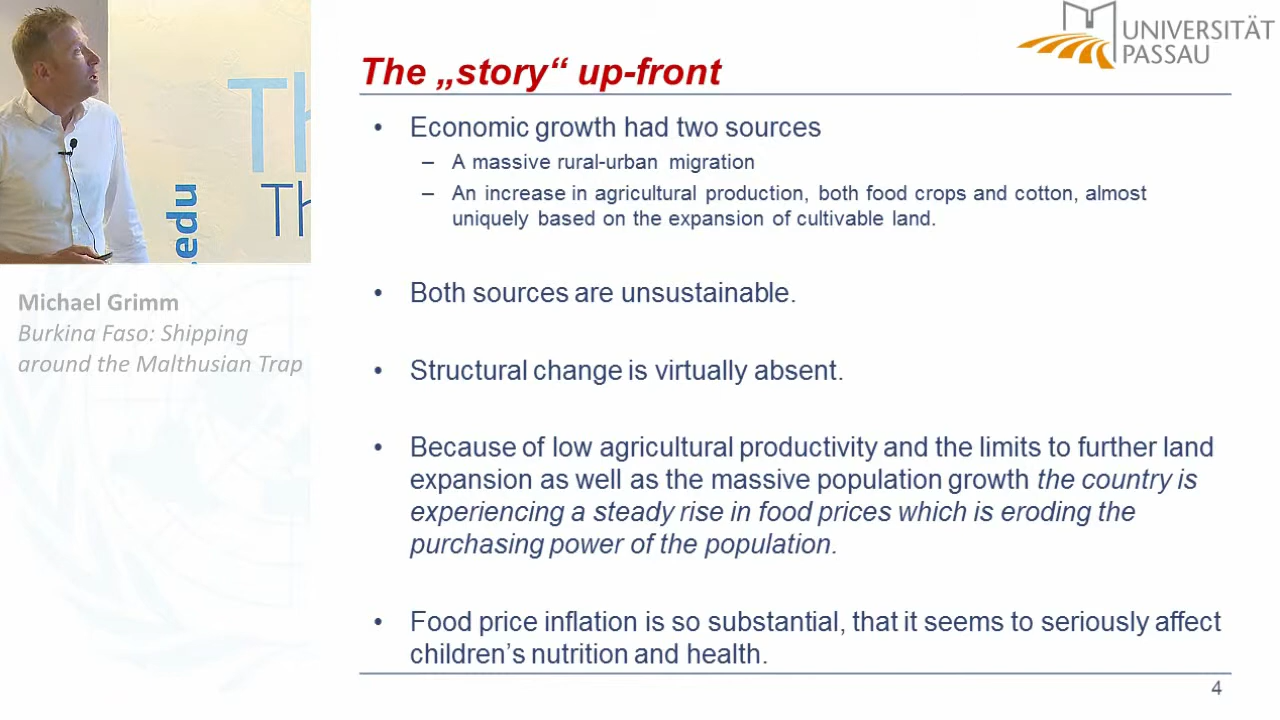 UNIVERSITÄT
PASSAU
The „story“ up-front
• Economic growth had two sources
– A massive rural-urban migration
– An increase in agricultural production, both food crops and cotton, almost
uniquely based on the expansion of cultivable land.
• Both sources are unsustainable.
• Structural change is virtually absent.
• Because of low agricultural productivity and the limits to further land
expansion as well as the massive population growth the country is
experiencing a steady rise in food prices which is eroding the
purchasing power of the population.
• Food price inflation is so substantial, that it seems to seriously affect
children’s nutrition and health.
4
Th
Th
.edu
Michael Grimm
Burkina Faso: Shipping
around the Malthusian Trap